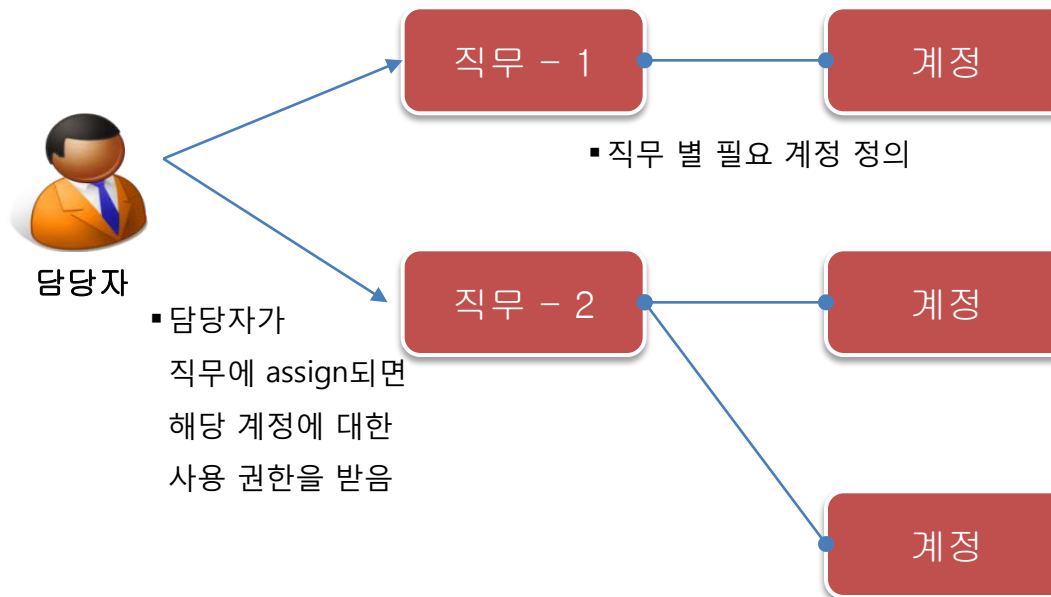 직무 – 1
계정
▪직무 별 필요 계정 정의
담당자
직무 – 2
계정
▪담당자가
직무에 assign되면
해당 계정에 대한
사용 권한을 받음
계정